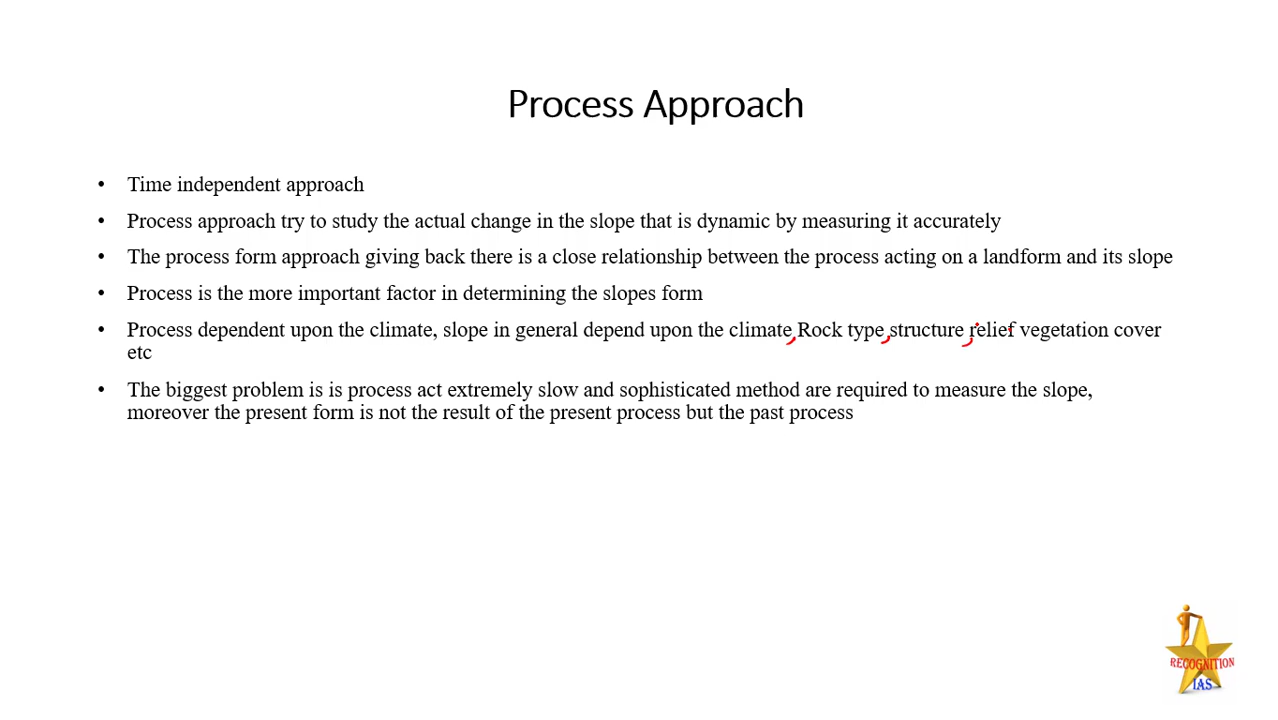 Process Approach
• Time independent approach
• Process approach try to study the actual change in the slope that is dynamic by measuring it accurately
• The process form approach giving back there is a close relationship between the process acting on a landform and its slope
• Process is the more important factor in determining the slopes form
• Process dependent upon the climate, slope in general depend upon the climate,Rock type,structure,relief vegetation cover
etc
• The biggest problem is is process act extremely slow and sophisticated method are required to measure the slope,
moreover the present form is not the result of the present process but the past process
RECOGNITION
IAS